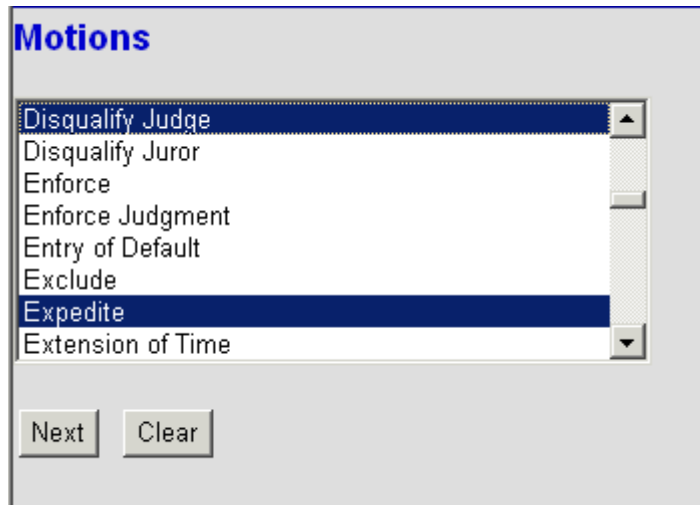 Motions
Disqualify Judge
Disqualify Juror
Enforce
Enforce Judgment
Entry of Default
Exclude
Expedite
Extension of Time
Next Clear